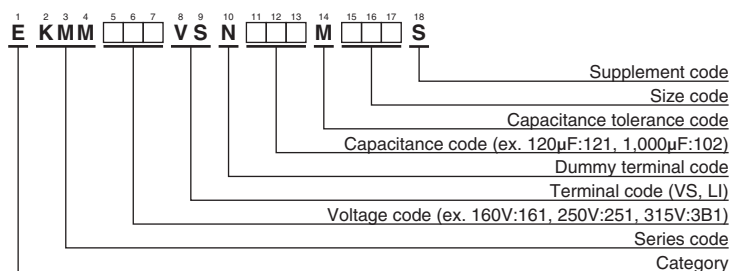 1 2 3 4 5 6 7 8 9 10 11 12 13 14 15 16 17 18
E KMM □□□ VS N □□□ M □□□ S
Supplement code
Size code
Capacitance tolerance code
Capacitance code (ex. 120µF:121, 1,000µF:102)
Dummy terminal code
Terminal code (VS, LI)
Voltage code (ex. 160V:161, 250V:251, 315V:3B1)
Series code
Category